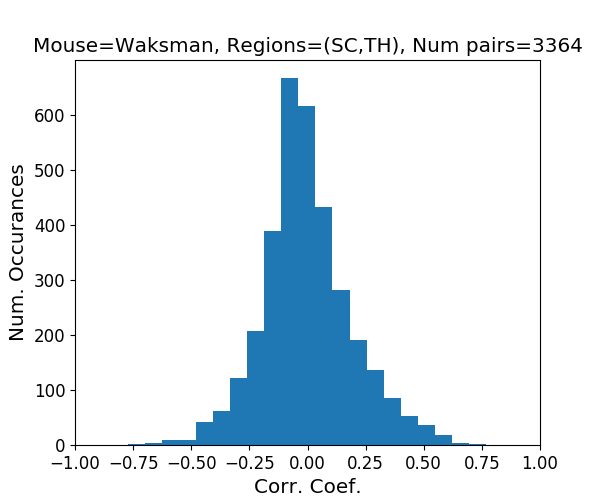 Mouse=Waksman, Regions=(SC,TH), Num pairs=3364
Num. Occurances
600
500
400
300
200
100
0
−1.00 −0.75 −0.50 −0.25 0.00 0.25 0.50 0.75 1.00
Corr. Coef.